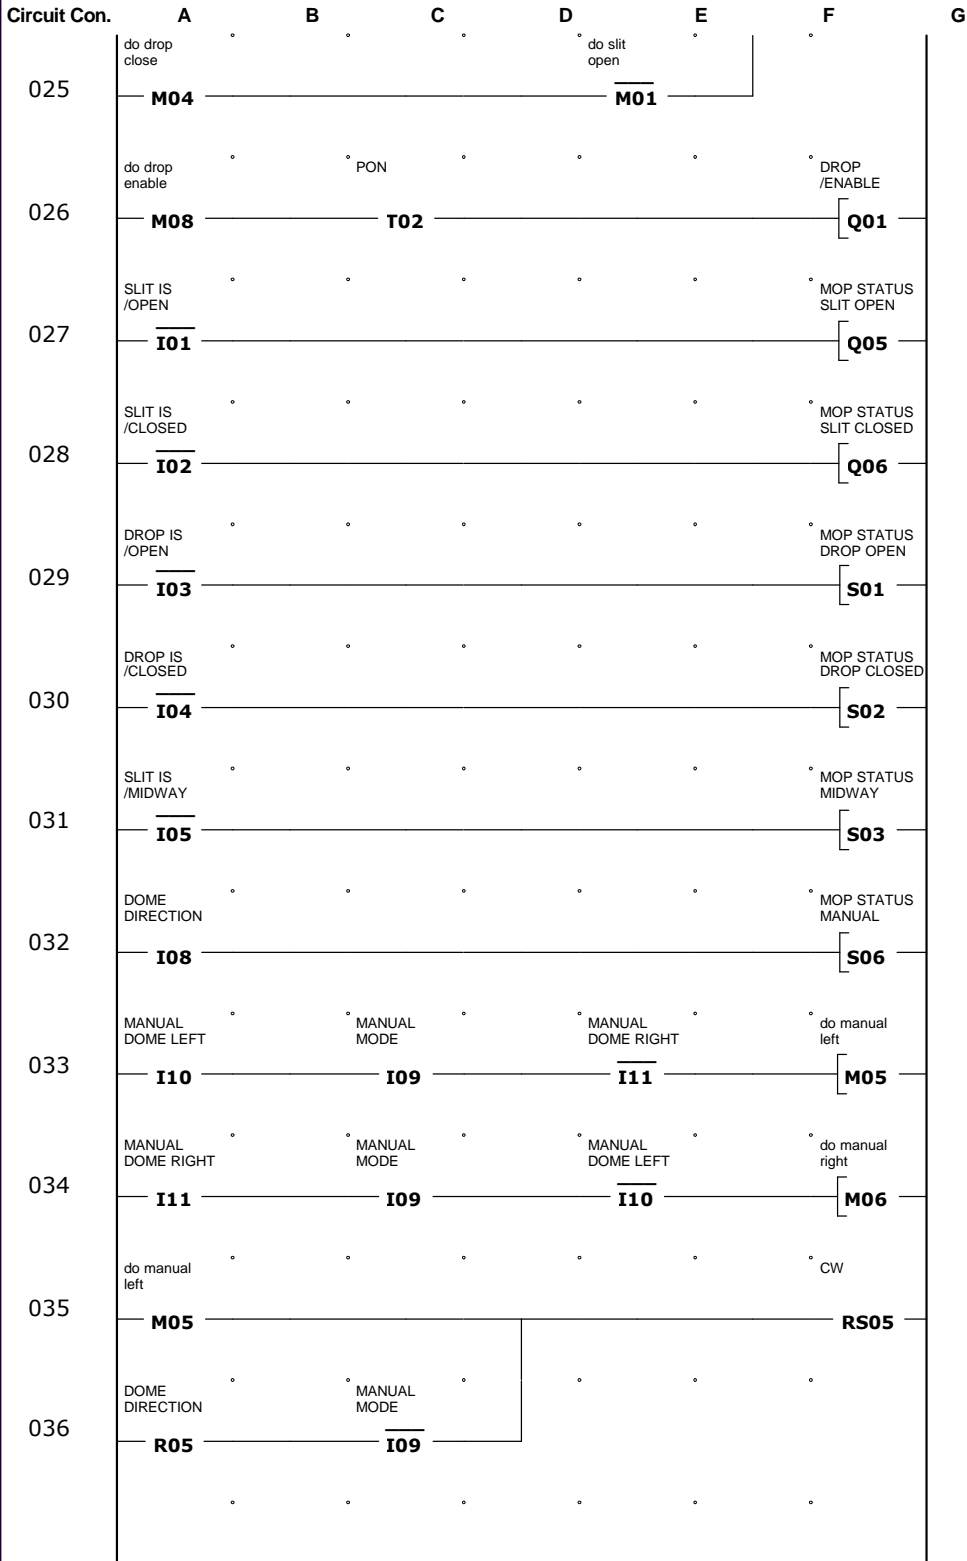 Circuit Con. A B C D E F G
do drop do slit
close open
025 M04 M01
do drop PON DROP
enable /ENABLE
026 M08 T02 Q01
SLIT IS MOP STATUS
/OPEN SLIT OPEN
027 I01 Q05
SLIT IS MOP STATUS
/CLOSED SLIT CLOSED
028 I02 Q06
DROP IS MOP STATUS
/OPEN DROP OPEN
029 I03 S01
DROP IS MOP STATUS
/CLOSED DROP CLOSED
030 I04 S02
SLIT IS MOP STATUS
/MIDWAY MIDWAY
031 I05 S03
DOME MOP STATUS
DIRECTION MANUAL
032 I08 S06
MANUAL MANUAL MANUAL do manual
DOME LEFT MODE DOME RIGHT left
033 I10 I09 I11 M05
MANUAL MANUAL MANUAL do manual
DOME RIGHT MODE DOME LEFT right
034 I11 I09 I10 M06
do manual CW
left
035 M05 RS05
DOME MANUAL
DIRECTION MODE
036 R05 I09